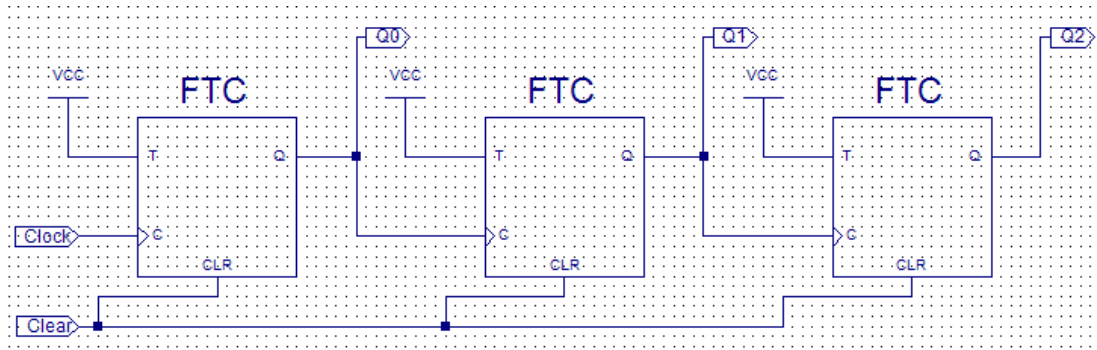 Q0 Q1 Q2
VCC VCC VCC
FTC FTC FTC
T Q T Q T Q
Clock C C C
CLR CLR CLR
Clear